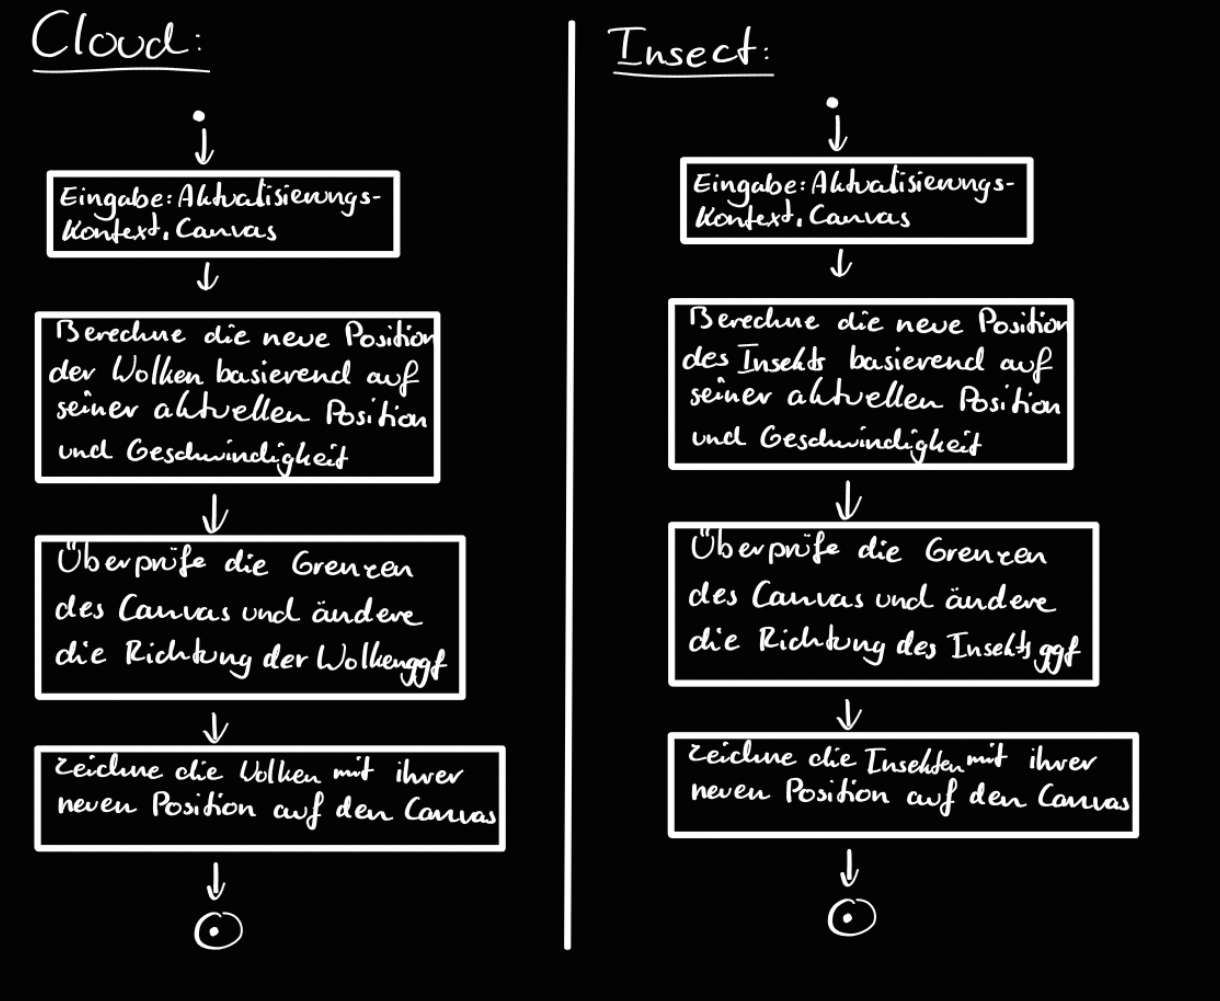 Cloud:
Eingabe: Aktualisierungs-
kontext, Canvas
Berechne die neue Position
der Wolken basierend auf
seiner aktuellen Position
und Geschwindigkeit
Überprüfe die Grenzen
des Canvas und ändere
die Richtung der Wolken ggf
Zeichne die Wolken mit ihrer
neuen Position auf den Canvas
Insect:
Eingabe: Aktualisierungs-
kontext, Canvas
Berechne die neue Position
des Insekts basierend auf
seiner aktuellen Position
und Geschwindigkeit
Überprüfe die Grenzen
des Canvas und ändere
die Richtung des Insekts ggf
Zeichne die Insekten mit ihrer
neuen Position auf den Canvas